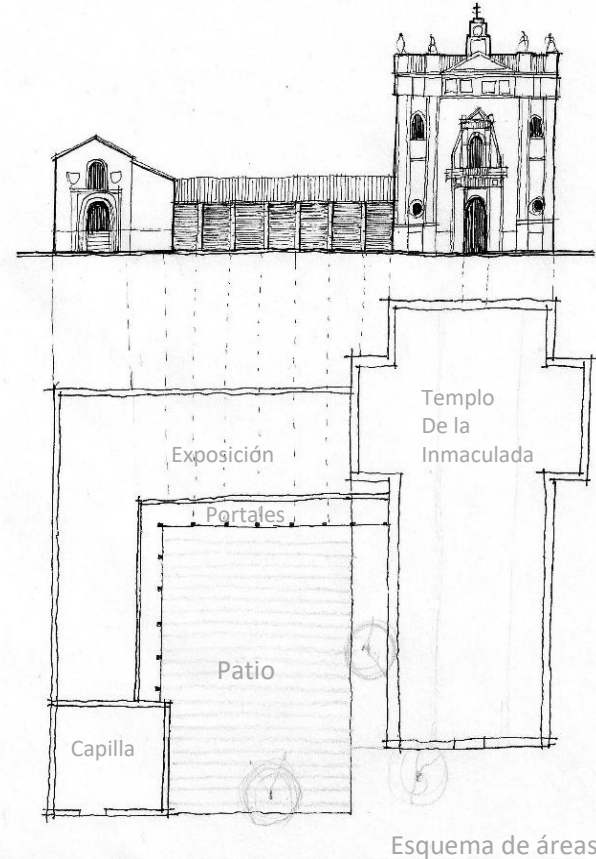 Templo
De la
Inmaculada
Exposición
Portales
Patio
Capilla
Esquema de áreas